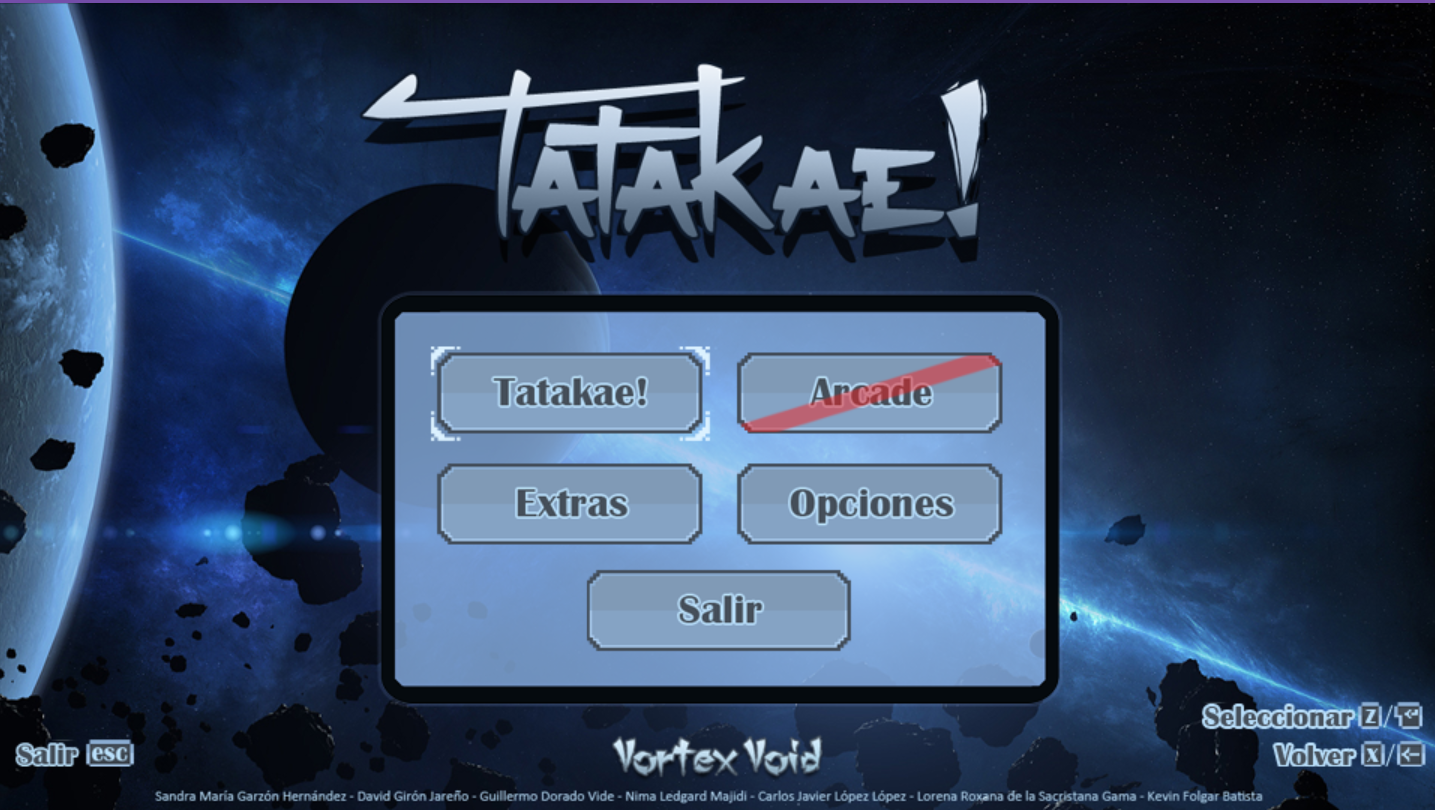 TATAKAE!
Tatakae!
Arcade
Extras
Opciones
Salir
Seleccionar Z/
Salir esc
Volver X/
Vortex Void
Sandra María Garzón Hernández - David Girón Jareño - Guillermo Dorado Vide - Nima Ledgard Majidi - Carlos Javier López López - Lorena Roxana de la Sacristana Gama - Kevin Folgar Batista